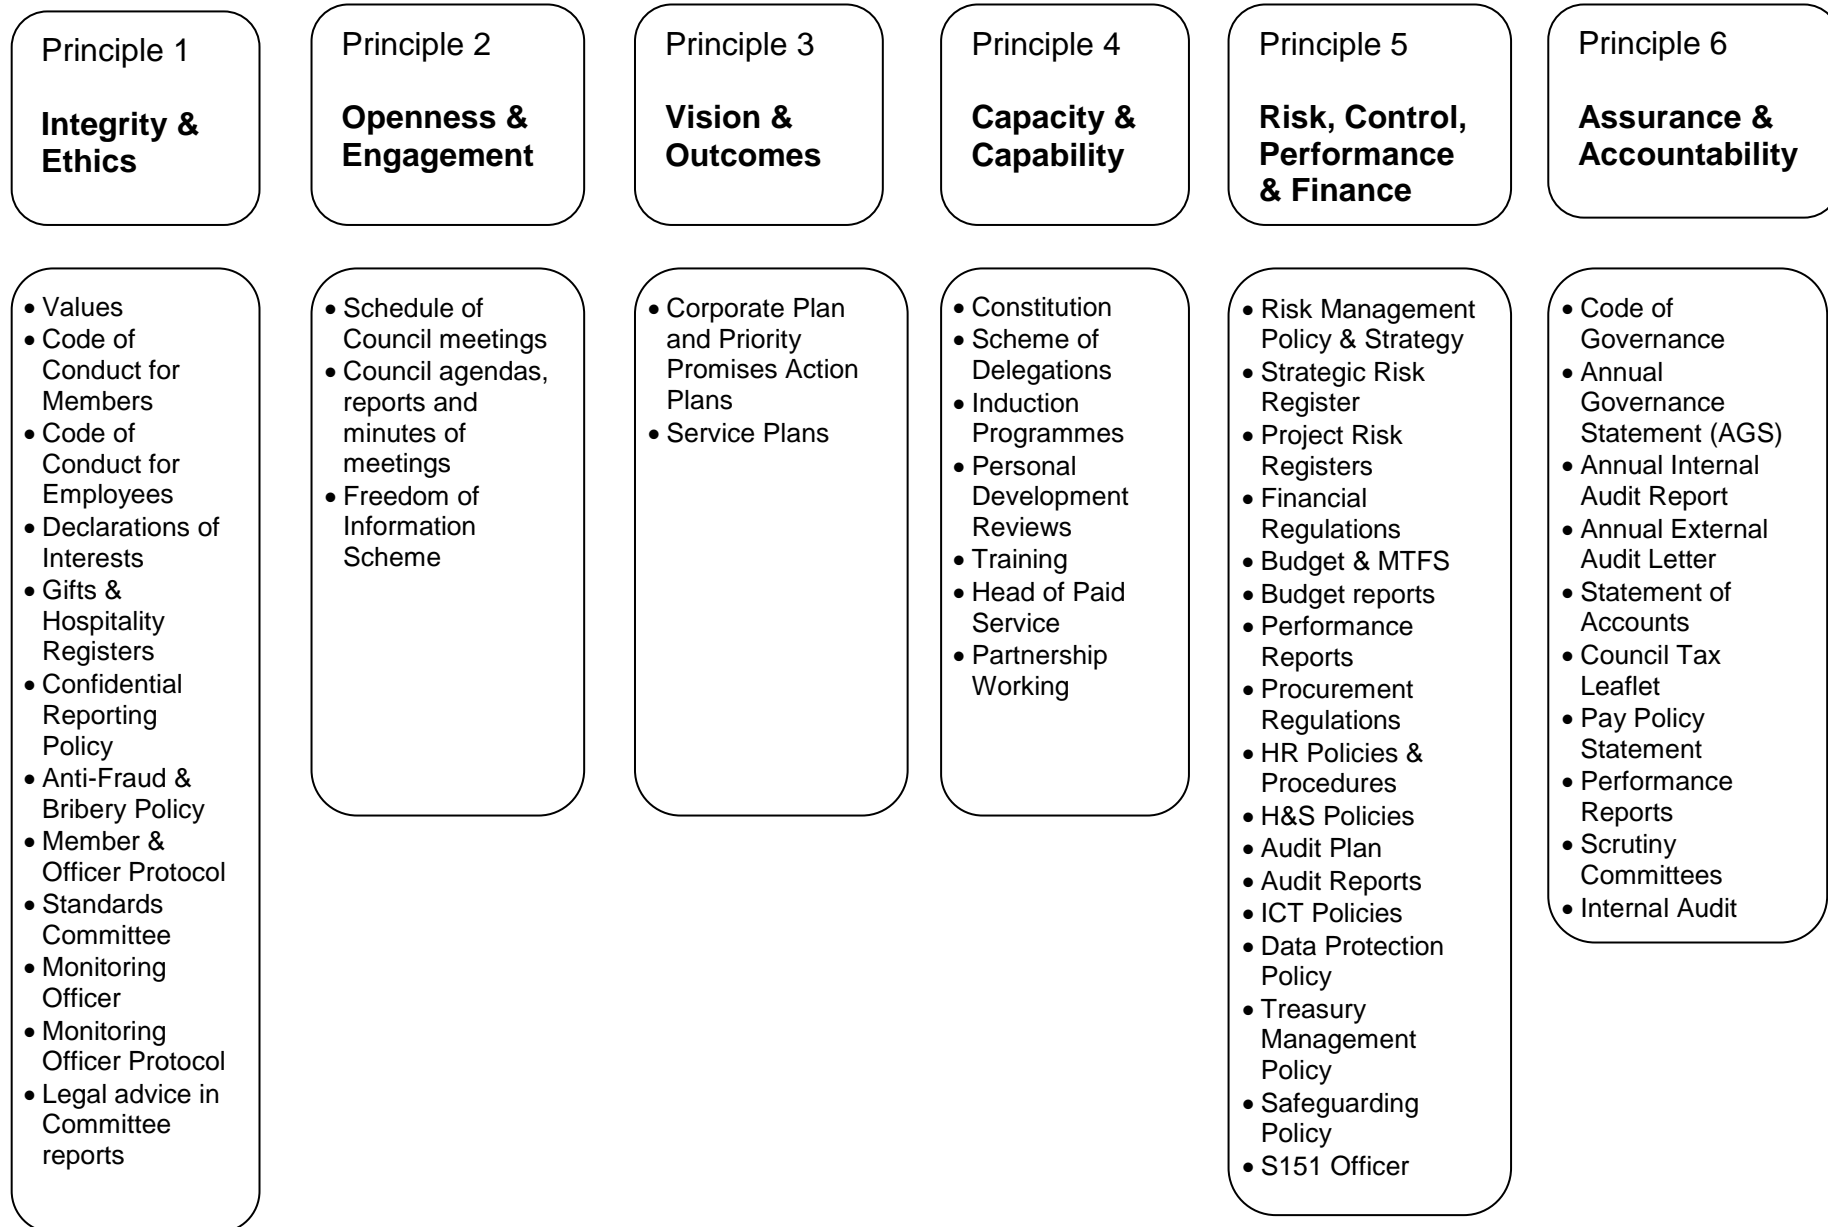 Principle 1
Integrity &
Ethics
Principle 2
Openness &
Engagement
Principle 3
Vision &
Outcomes
Principle 4
Capacity &
Capability
Principle 5
Risk, Control,
Performance
& Finance
Principle 6
Assurance &
Accountability
• Values
• Code of
Conduct for
Members
• Code of
Conduct for
Employees
• Declarations of
Interests
• Gifts &
Hospitality
Registers
• Confidential
Reporting
Policy
• Anti-Fraud &
Bribery Policy
• Member &
Officer Protocol
• Standards
Committee
• Monitoring
Officer
• Monitoring
Officer Protocol
• Legal advice in
Committee
reports
• Schedule of
Council meetings
• Council agendas,
reports and
minutes of
meetings
• Freedom of
Information
Scheme
• Corporate Plan
and Priority
Promises Action
Plans
• Service Plans
• Constitution
• Scheme of
Delegations
• Induction
Programmes
• Personal
Development
Reviews
• Training
• Head of Paid
Service
• Partnership
Working
• Risk Management
Policy & Strategy
• Strategic Risk
Register
• Project Risk
Registers
• Financial
Regulations
• Budget & MTFS
• Budget reports
• Performance
Reports
• Procurement
Regulations
• HR Policies &
Procedures
• H&S Policies
• Audit Plan
• Audit Reports
• ICT Policies
• Data Protection
Policy
• Treasury
Management
Policy
• Safeguarding
Policy
• S151 Officer
• Code of
Governance
• Annual
Governance
Statement (AGS)
• Annual Internal
Audit Report
• Annual External
Audit Letter
• Statement of
Accounts
• Council Tax
Leaflet
• Pay Policy
Statement
• Performance
Reports
• Scrutiny
Committees
• Internal Audit